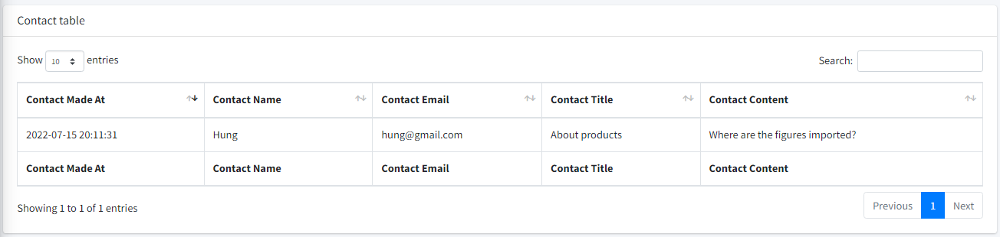 Contact table
Show 10 entries Search:
Contact Made At Contact Name Contact Email Contact Title Contact Content
2022-07-15 20:11:31 Hung hung@gmail.com About products Where are the figures imported?
Contact Made At Contact Name Contact Email Contact Title Contact Content
Showing 1 to 1 of 1 entries Previous 1 Next